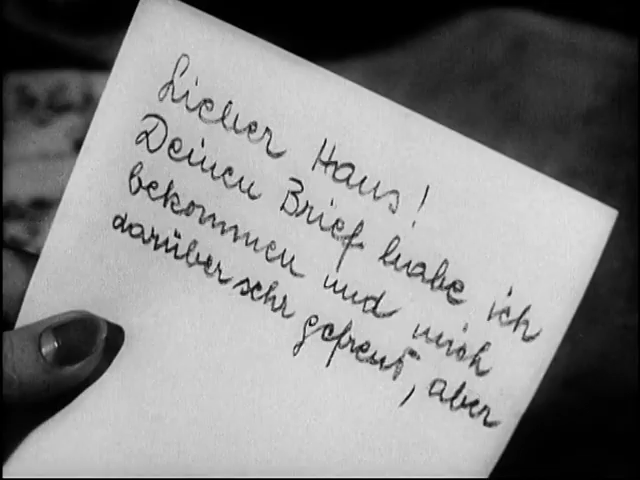 Lieber Hans!
Deinen Brief habe ich
bekommen und mich
darüber sehr gefreut, aber